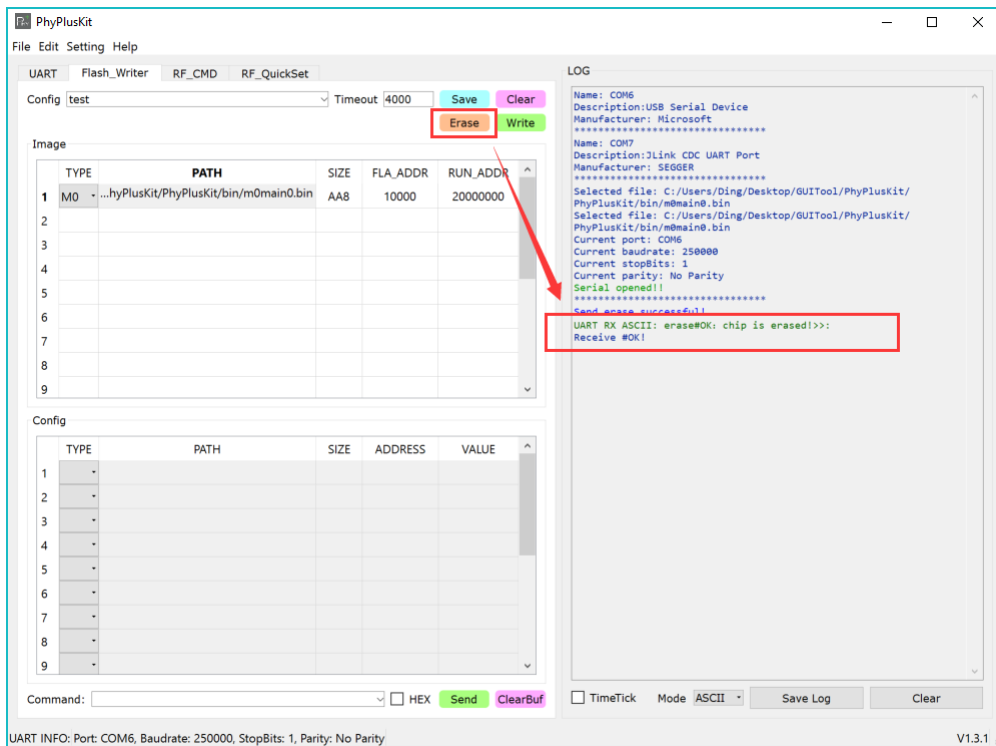 PhyPlusKit
File Edit Setting Help
UART Flash_Writer RF_CMD RF_QuickSet
Config test Timeout 4000 Save Clear
Erase Write
Image
TYPE PATH SIZE FLA_ADDR RUN_ADDR
1 M0 ...hyPlusKit/PhyPlusKit/bin/m0main0.bin AA8 10000 20000000
2
3
4
5
6
7
8
9
Config
TYPE PATH SIZE ADDRESS VALUE
1
2
3
4
5
6
7
8
9
Command: HEX Send ClearBuf
LOG
Name: COM6
Description:USB Serial Device
Manufacturer: Microsoft
********************************
Name: COM7
Description:JLink CDC UART Port
Manufacturer: SEGGER
********************************
Selected file: C:/Users/Ding/Desktop/GUITool/PhyPlusKit/
PhyPlusKit/bin/m0main0.bin
Selected file: C:/Users/Ding/Desktop/GUITool/PhyPlusKit/
PhyPlusKit/bin/m0main0.bin
Current port: COM6
Current baudrate: 250000
Current stopBits: 1
Current parity: No Parity
Serial opened!!
********************************
Send erase successful!
UART RX ASCII: erase#OK: chip is erased!>>:
Receive #OK!
TimeTick Mode ASCII Save Log Clear
UART INFO: Port: COM6, Baudrate: 250000, StopBits: 1, Parity: No Parity
V1.3.1